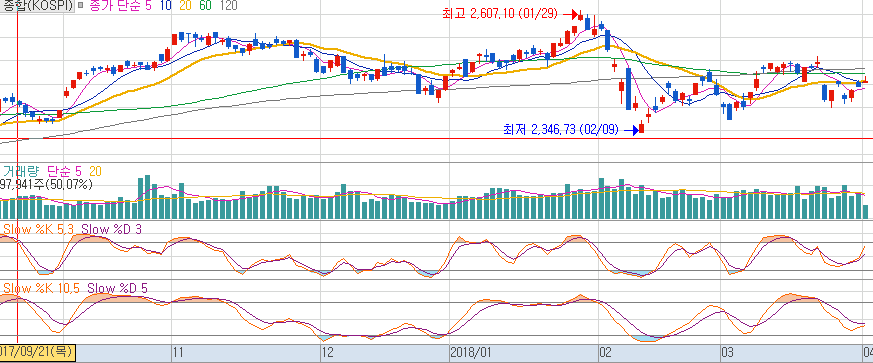 종합(KOSPI) 종가 단순 5 10 20 60 120
최고 2,607,10 (01/29)
최저 2,346,73 (02/09)
거래량 단순 5 20
97,941주(50,07%)
Slow %K 5,3 Slow %D 3
Slow %K 10,5 Slow %D 5
017/09/21(목) 11 12 2018/01 02 03 04